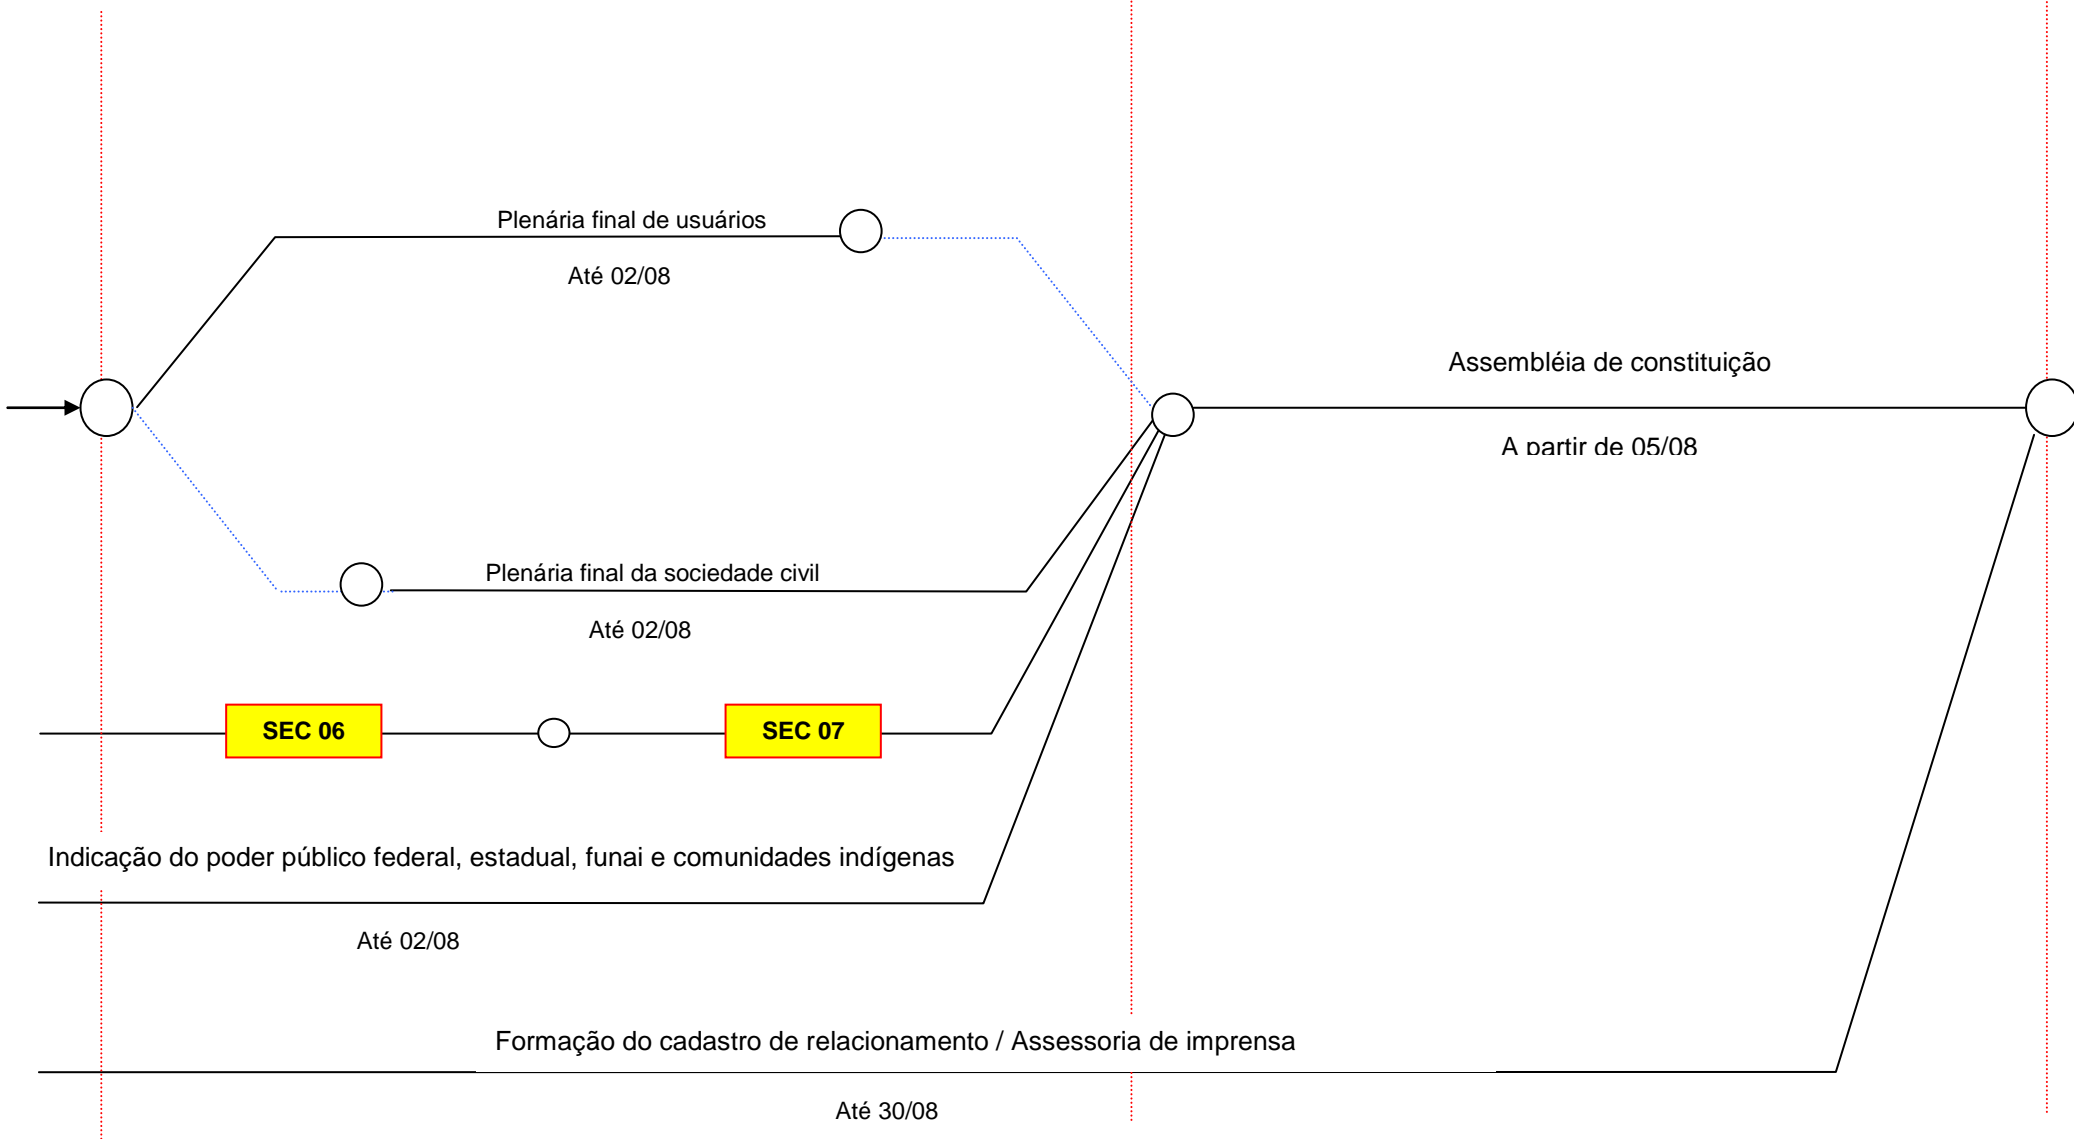 Plenária final de usuários
Até 02/08
Assembléia de constituição
A partir de 05/08
Plenária final da sociedade civil
Até 02/08
SEC 06
SEC 07
Indicação do poder público federal, estadual, funai e comunidades indígenas
Até 02/08
Formação do cadastro de relacionamento / Assessoria de imprensa
Até 30/08